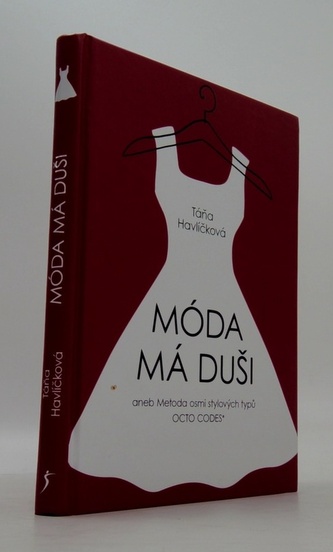 MÓDA MÁ DUŠI
Táňa
Havlíčková
Táňa
Havlíčková
MÓDA
MÁ DUŠI
aneb Metoda osmi stylových typů
OCTO CODES*